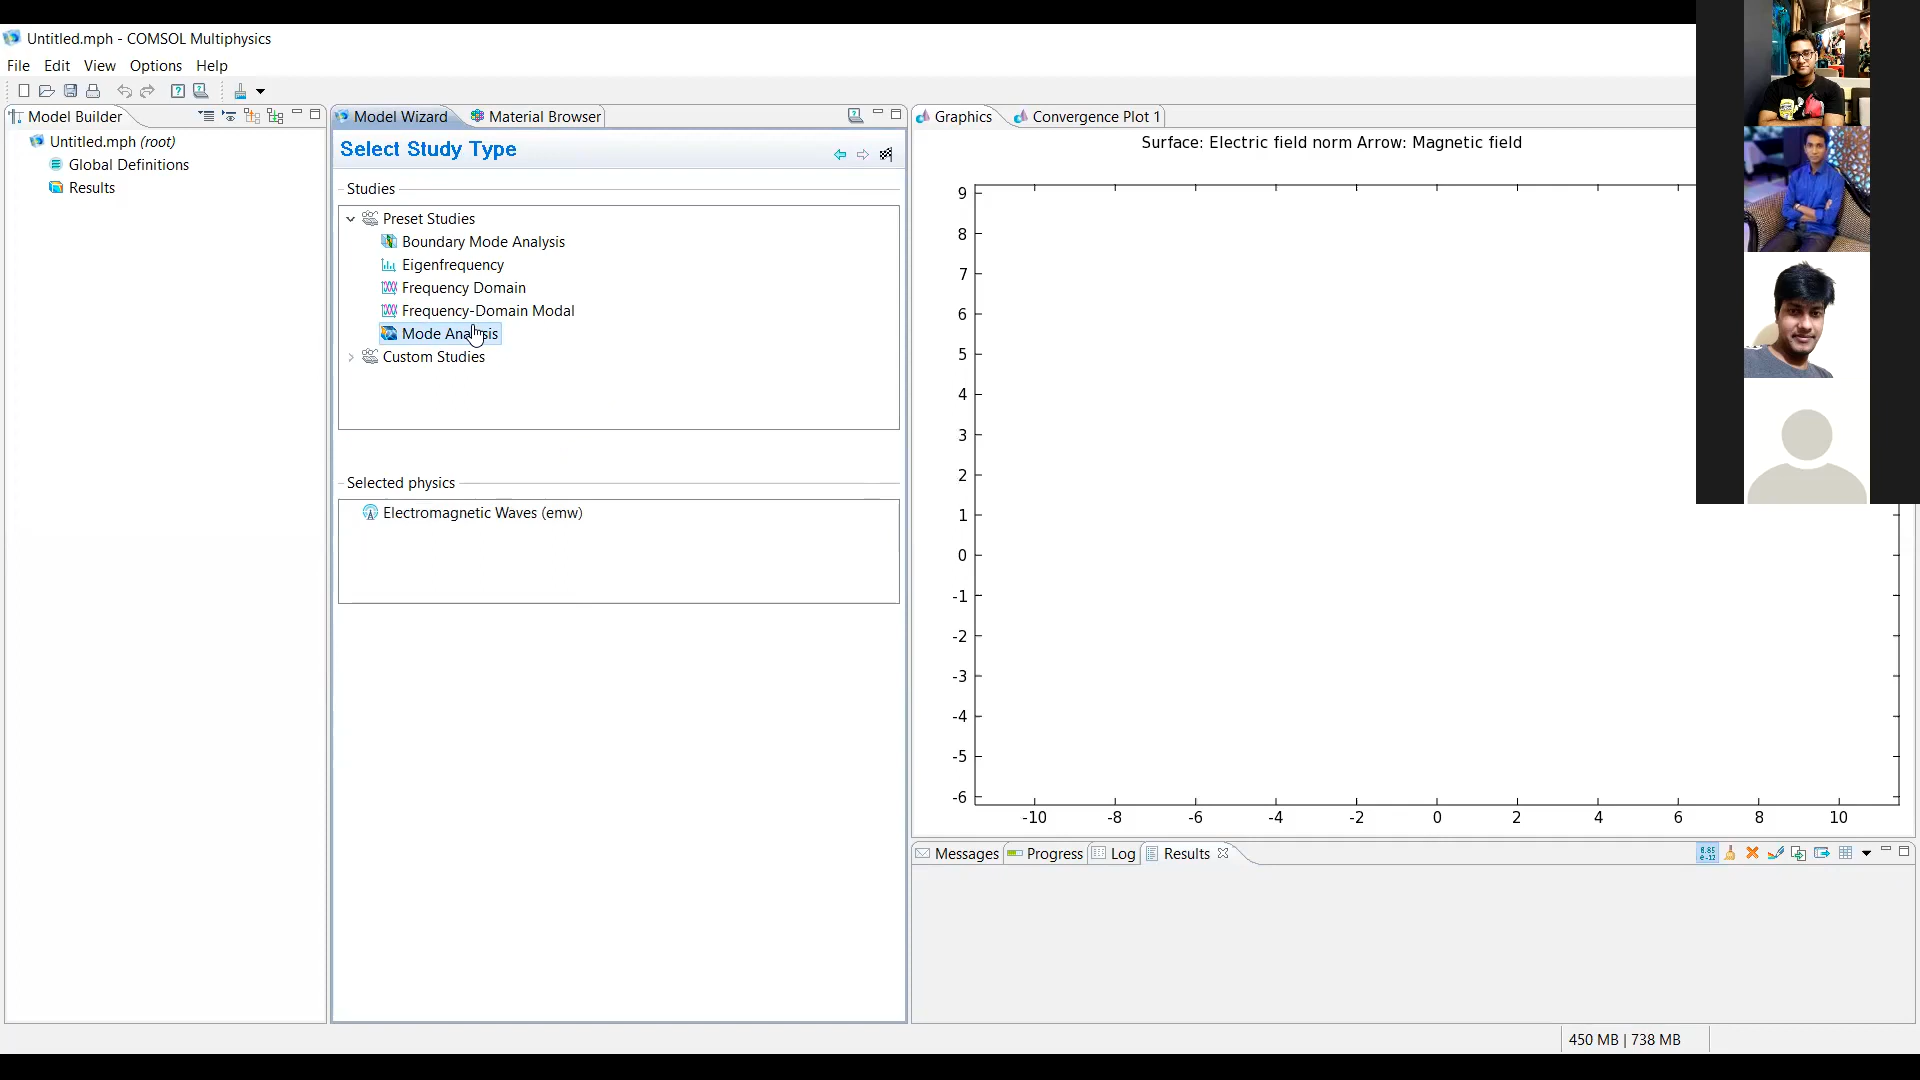 Untitled.mph - COMSOL Multiphysics
File Edit View Options Help
Model Builder
Untitled.mph (root)
Global Definitions
Results
Model Wizard Material Browser
Select Study Type
Studies
Preset Studies
Boundary Mode Analysis
Eigenfrequency
Frequency Domain
Frequency-Domain Modal
Mode Analysis
Custom Studies
Selected physics
Electromagnetic Waves (emw)
Graphics Convergence Plot 1
Surface: Electric field norm Arrow: Magnetic field
9
8
7
6
5
4
3
2
1
0
-1
-2
-3
-4
-5
-6
-10 -8 -6 -4 -2 0 2 4 6 8 10
Messages Progress Log Results
8.85
e-12
450 MB | 738 MB